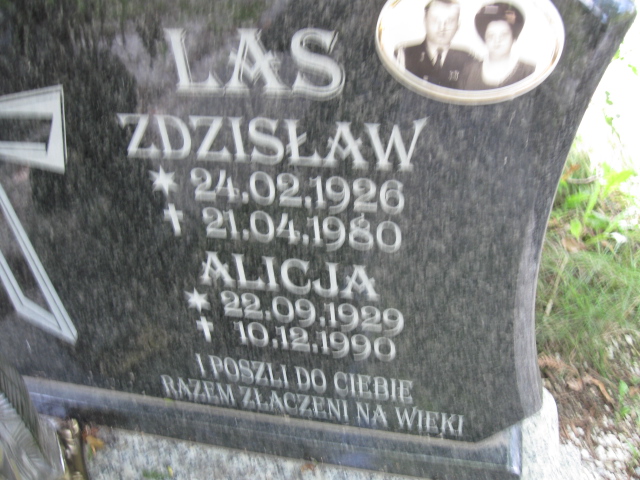 LAS
ZDZISŁAW
* 24.02.1926
† 21.04.1980
ALICJA
* 22.09.1929
† 10.12.1990
I POSZLI DO CIEBIE
RAZEM ZŁĄCZENI NA WIEKI